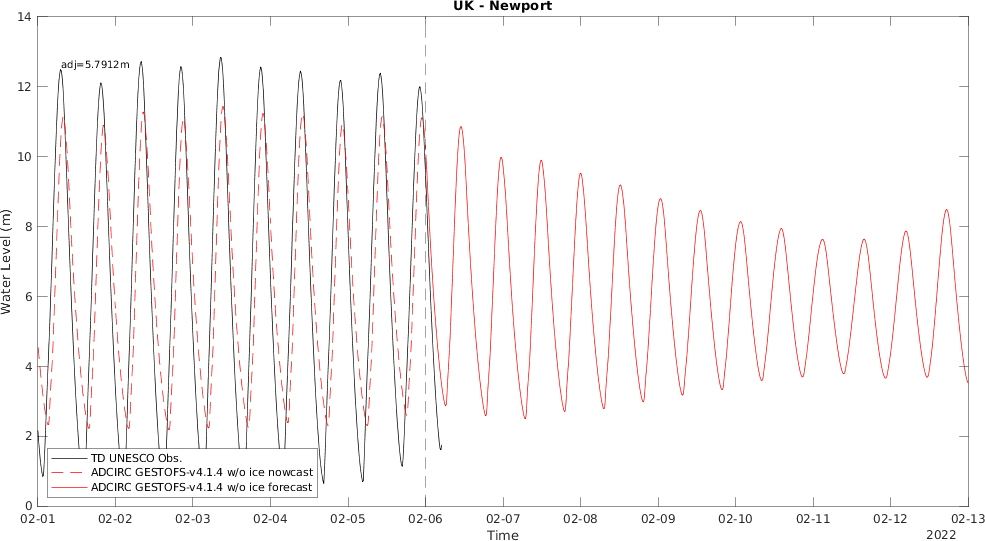 UK - Newport
14
12
10
8
6
4
2
0
Water Level (m)
adj=5.7912m
TD UNESCO Obs.
ADCIRC GESTOFS-v4.1.4 w/o ice nowcast
ADCIRC GESTOFS-v4.1.4 w/o ice forecast
02-01 02-02 02-03 02-04 02-05 02-06 02-07 02-08 02-09 02-10 02-11 02-12 02-13
Time
2022